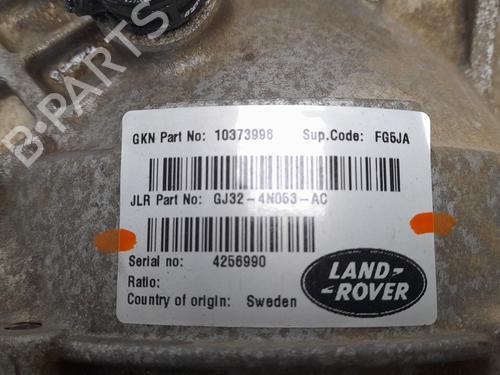 GKN Part No: 10373996 Sup.Code: FG5JA
JLR Part No: GJ32-4N053-AC
Serial no: 4256990
Ratio:
Country of origin: Sweden
LAND-
-ROVER
B-PARTS